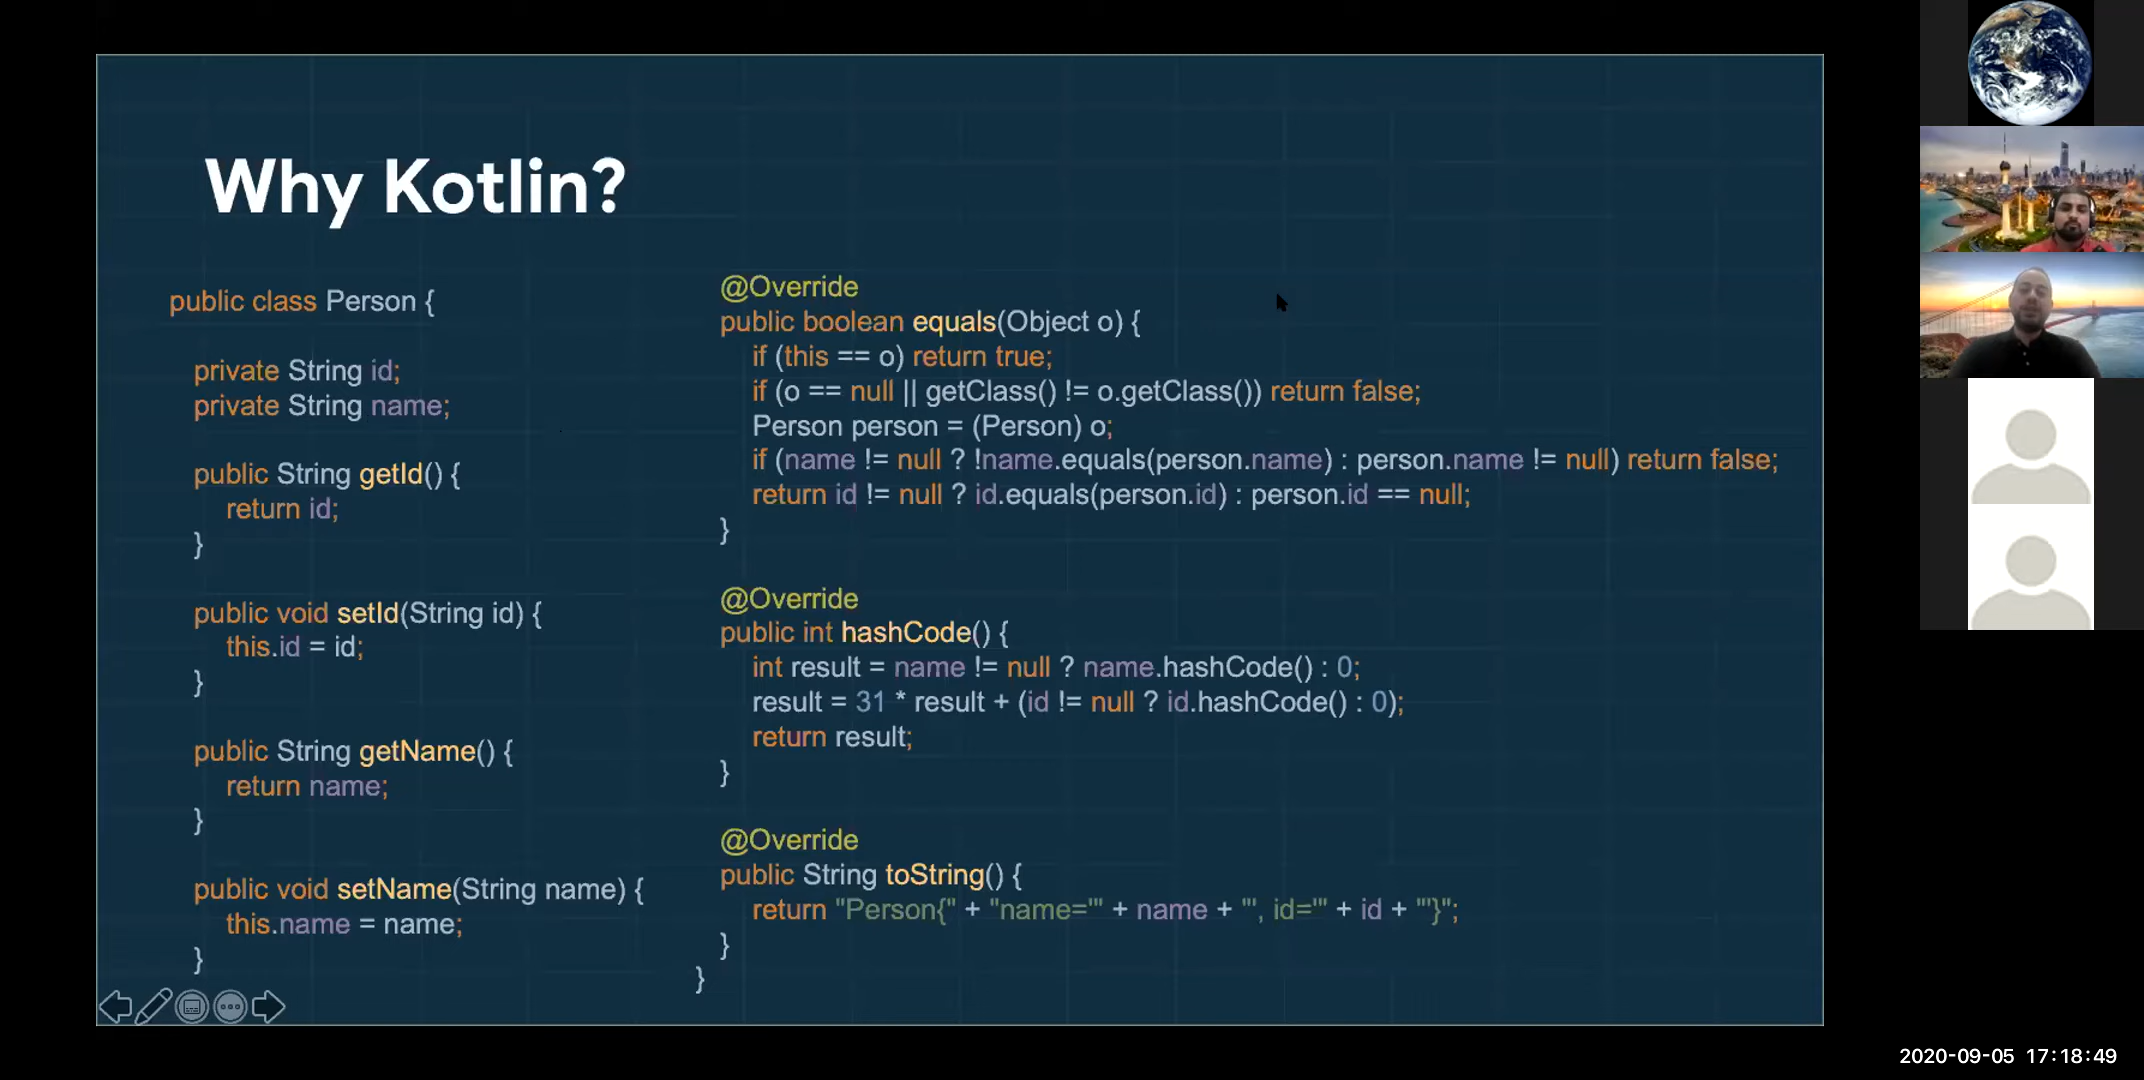 Why Kotlin?
public class Person {
private String id;
private String name;
public String getId() {
return id;
}
public void setId(String id) {
this.id = id;
}
public String getName() {
return name;
}
public void setName(String name) {
this.name = name;
}
@Override
public boolean equals(Object o) {
if (this == o) return true;
if (o == null || getClass() != o.getClass()) return false;
Person person = (Person) o;
if (name != null ? !name.equals(person.name) : person.name != null) return false;
return id != null ? id.equals(person.id) : person.id == null;
}
@Override
public int hashCode() {
int result = name != null ? name.hashCode() : 0;
result = 31 * result + (id != null ? id.hashCode() : 0);
return result;
}
@Override
public String toString() {
return "Person{" + "name='" + name + "', id='" + id + "'}";
}
}
2020-09-05 17:18:49